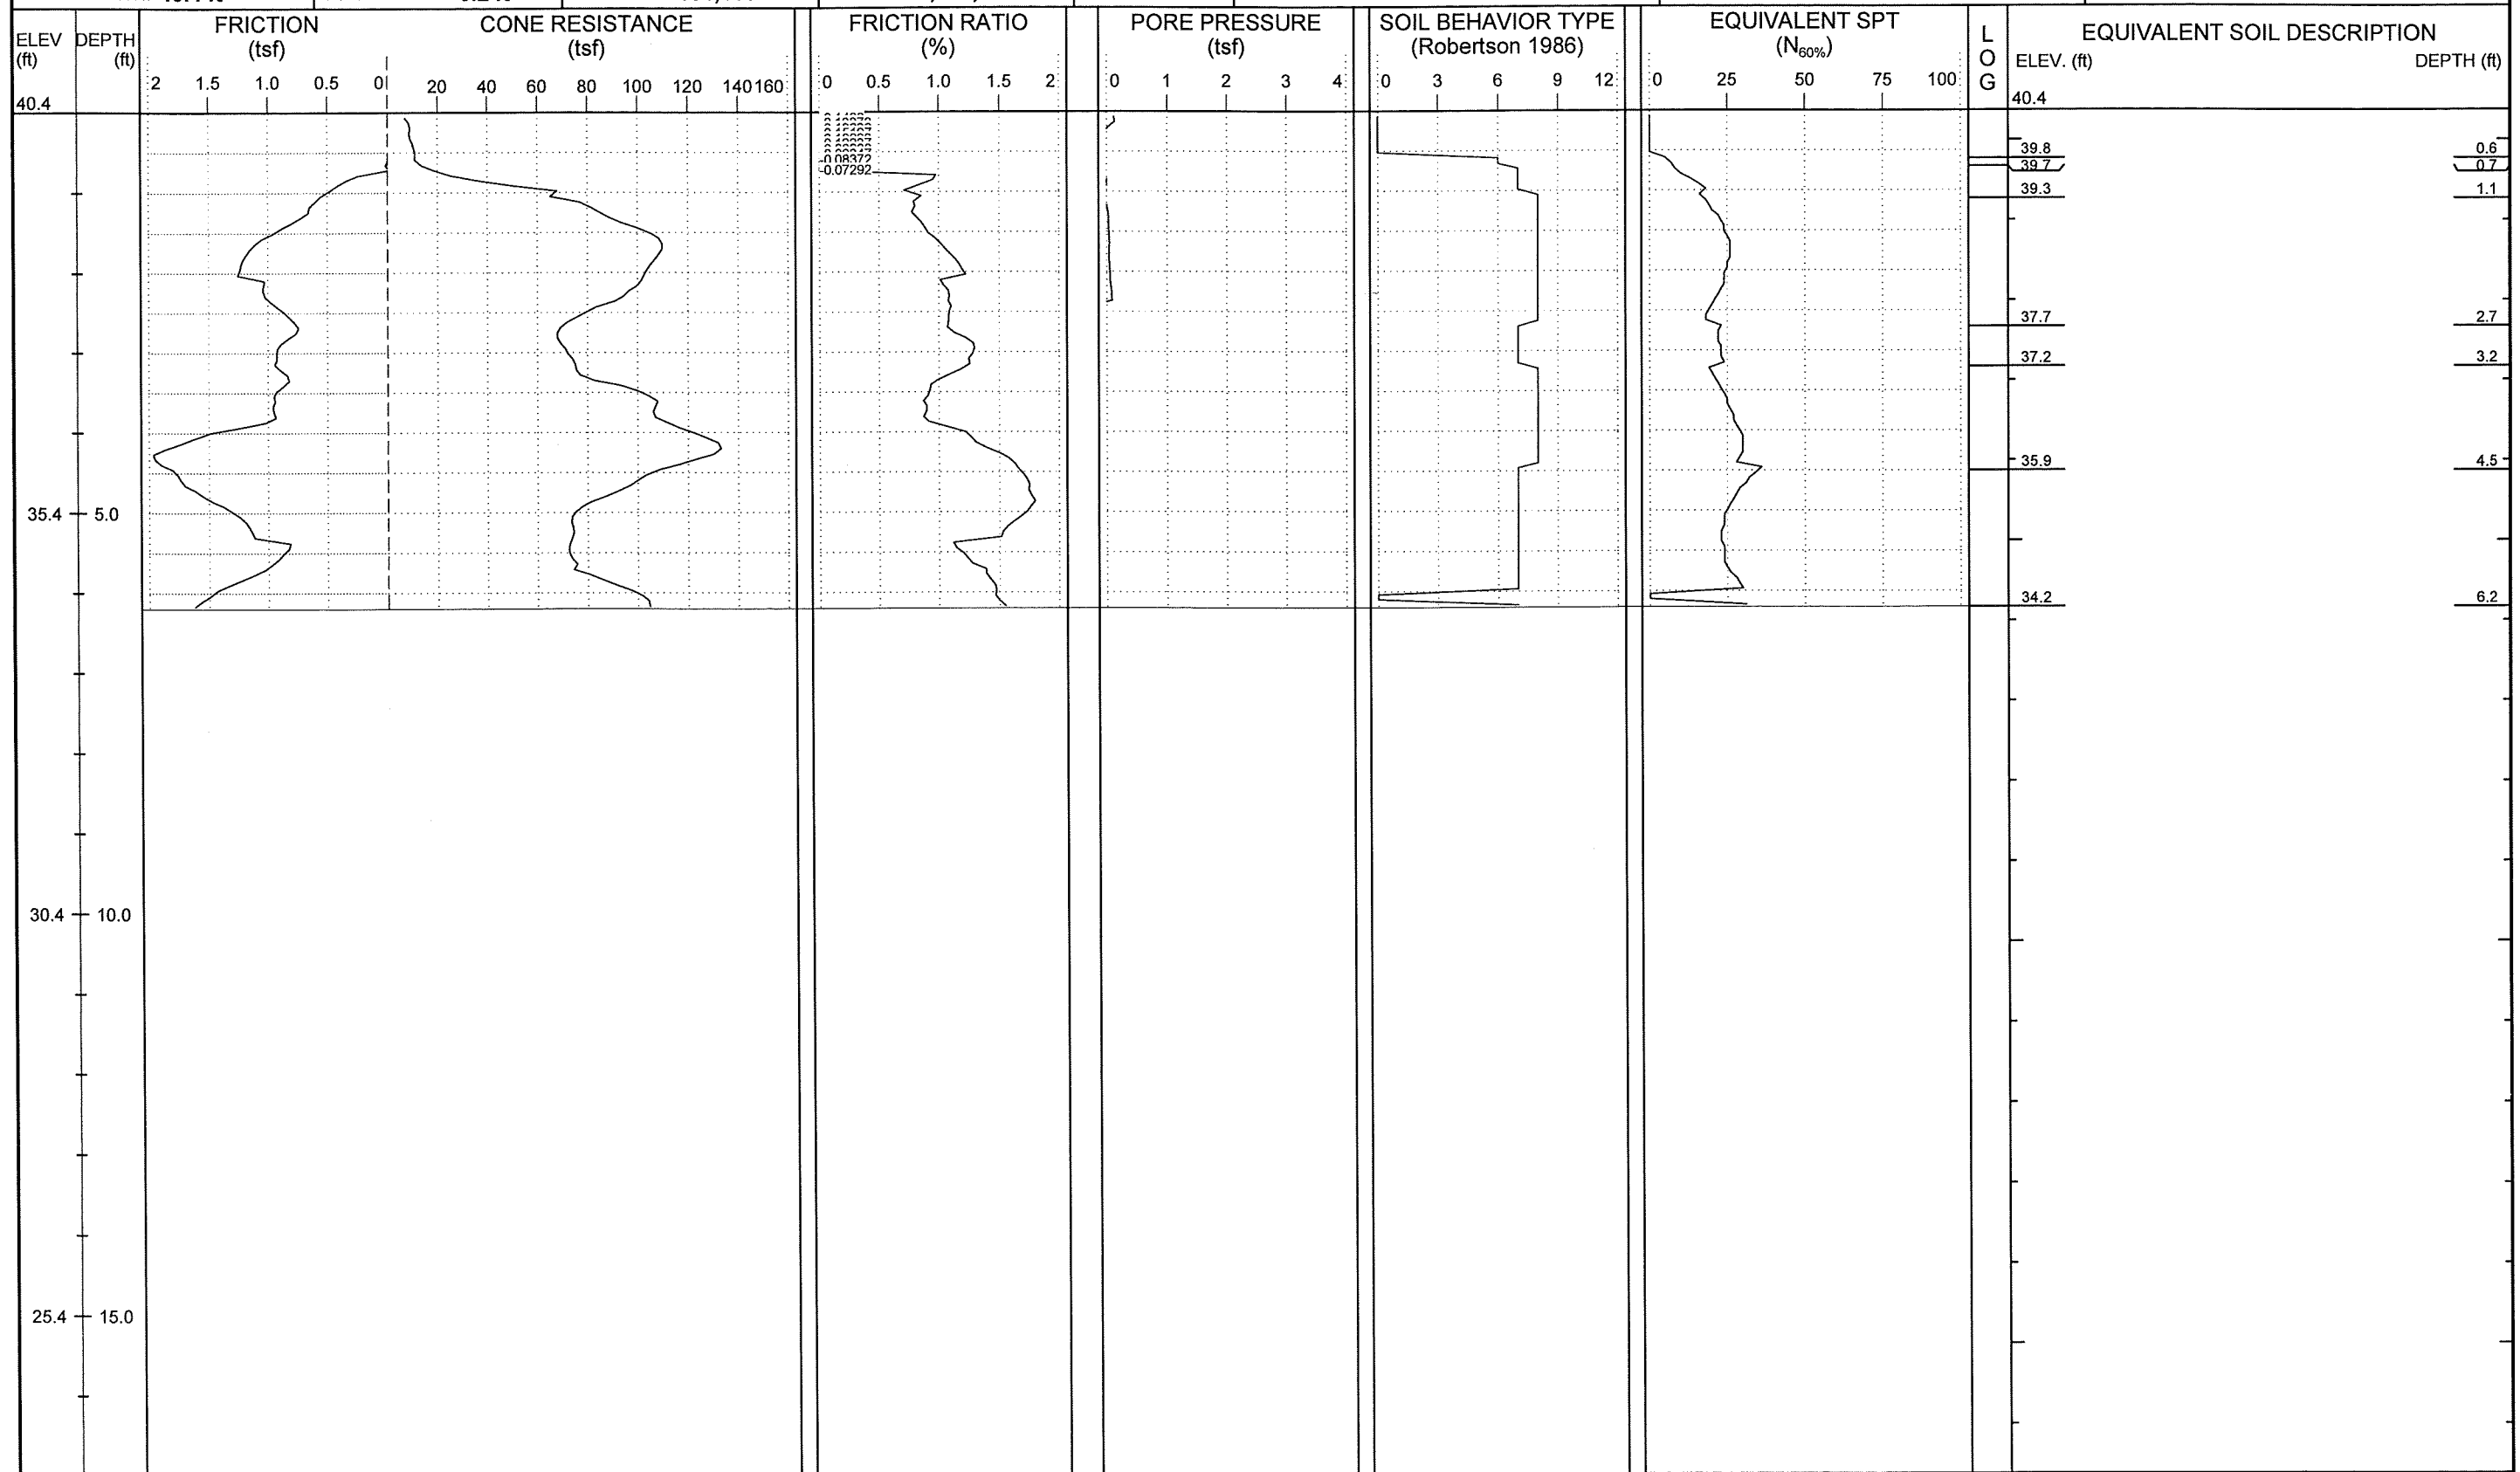 ELEV (ft)
DEPTH (ft)
FRICTION (tsf)
CONE RESISTANCE (tsf)
FRICTION RATIO (%)
PORE PRESSURE (tsf)
SOIL BEHAVIOR TYPE (Robertson 1986)
EQUIVALENT SPT (N60%)
LOG
EQUIVALENT SOIL DESCRIPTION
ELEV. (ft) DEPTH (ft)
2 1.5 1.0 0.5 0 20 40 60 80 100 120 140 160
0 0.5 1.0 1.5 2
0 1 2 3 4
0 3 6 9 12
0 25 50 75 100
40.4 40.4
-0.08372
-0.07292
39.8 0.6
39.7 0.7
39.3 1.1
37.7 2.7
37.2 3.2
35.9 4.5
35.4 5.0
34.2 6.2
30.4 10.0
25.4 15.0